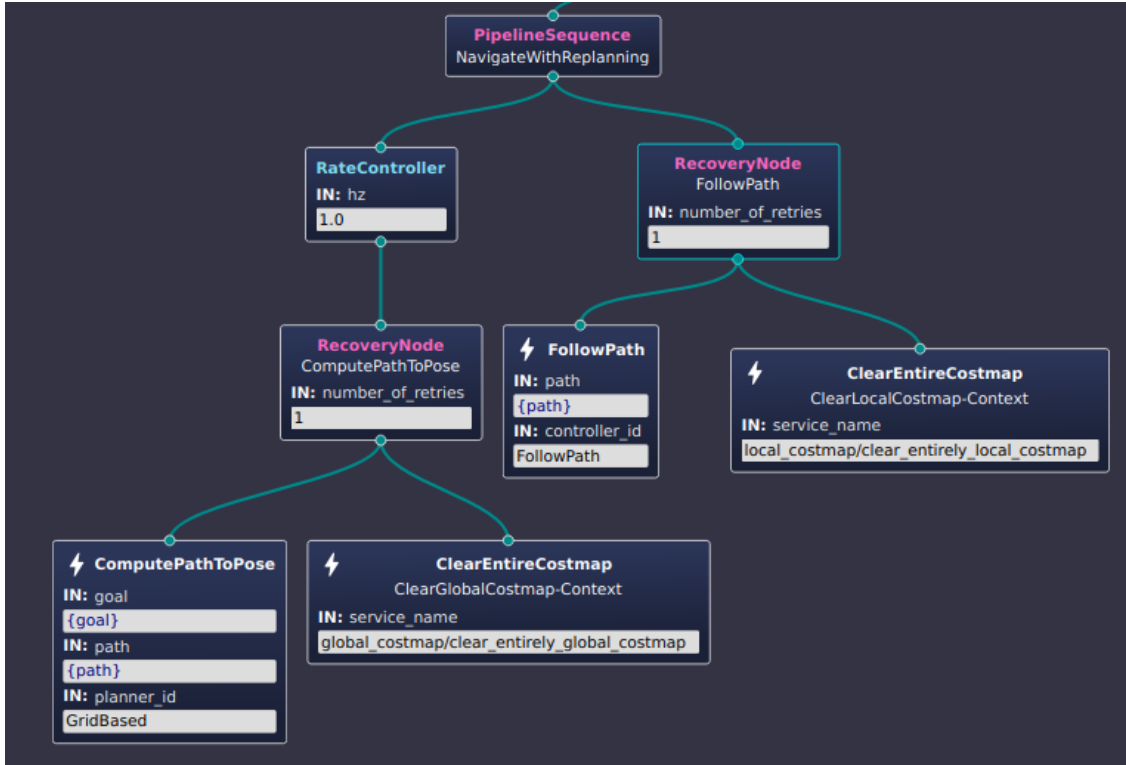 PipelineSequence
NavigateWithReplanning
RateController
IN: hz
1.0
RecoveryNode
FollowPath
IN: number_of_retries
1
RecoveryNode
ComputePathToPose
IN: number_of_retries
1
FollowPath
IN: path
{path}
IN: controller_id
FollowPath
ClearEntireCostmap
ClearLocalCostmap-Context
IN: service_name
local_costmap/clear_entirely_local_costmap
ComputePathToPose
IN: goal
{goal}
IN: path
{path}
IN: planner_id
GridBased
ClearEntireCostmap
ClearGlobalCostmap-Context
IN: service_name
global_costmap/clear_entirely_global_costmap